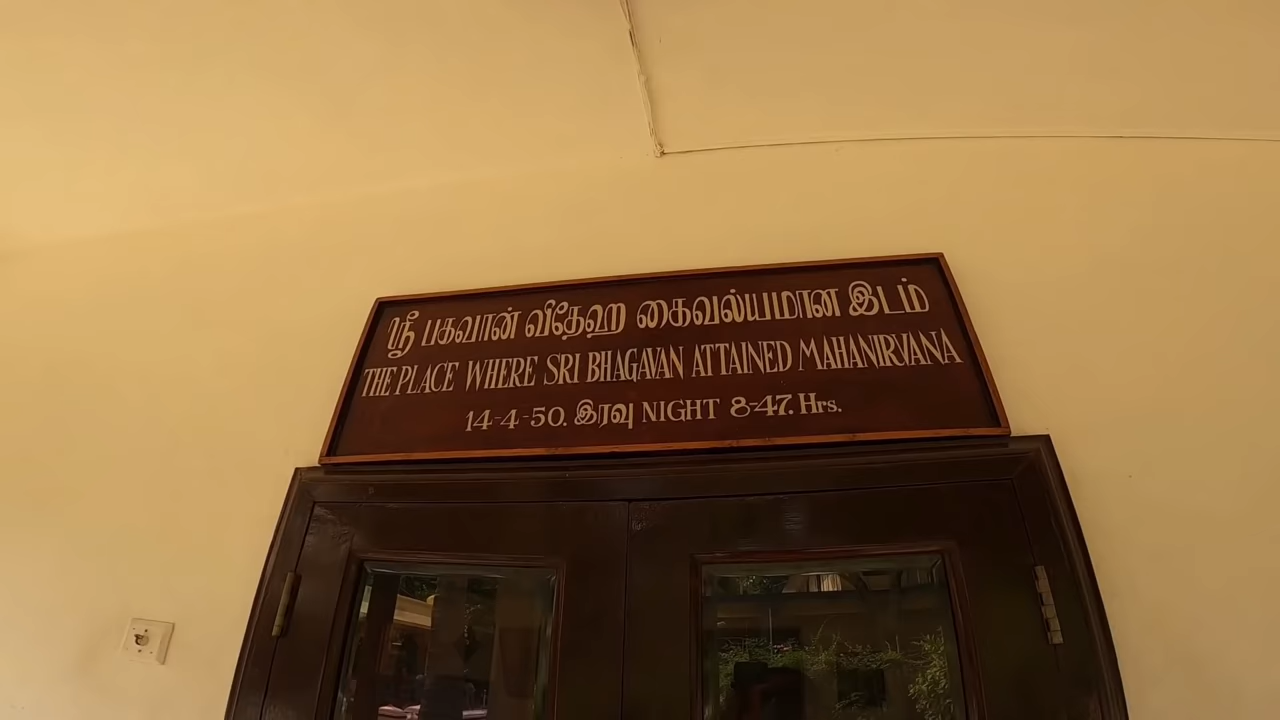 ஸ்ரீ பகவான் விதேஹ கைவல்யமான இடம்
THE PLACE WHERE SRI BHAGAVAN ATTAINED MAHANIRVANA
14-4-50. இரவு NIGHT 8-47. Hrs.